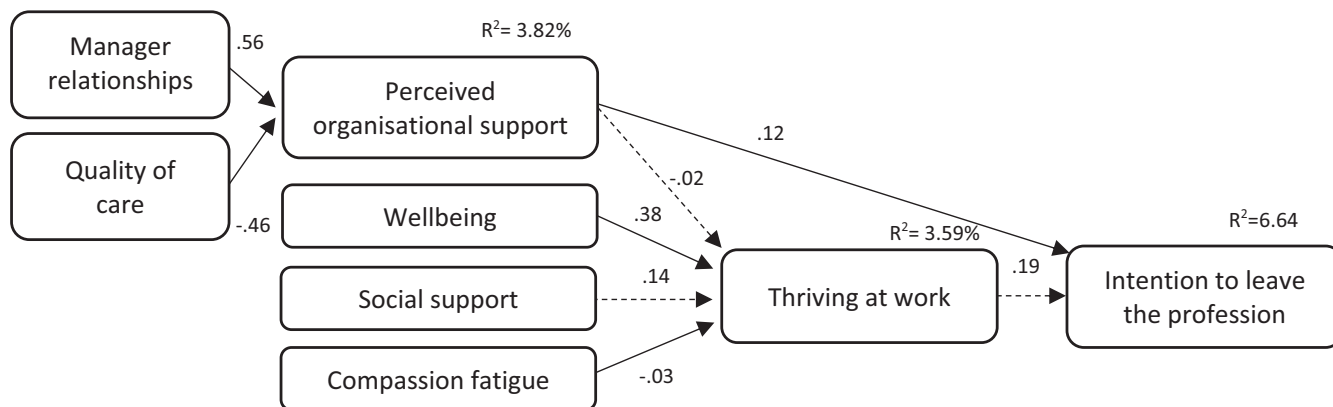 Manager
relationships
.56
R²= 3.82%
Perceived
organisational support
Quality of
care
-.46
.12
-.02
Wellbeing
.38
R²= 3.59%
R²=6.64
Social support
.14
Thriving at work
.19
Intention to leave
the profession
Compassion fatigue
-.03